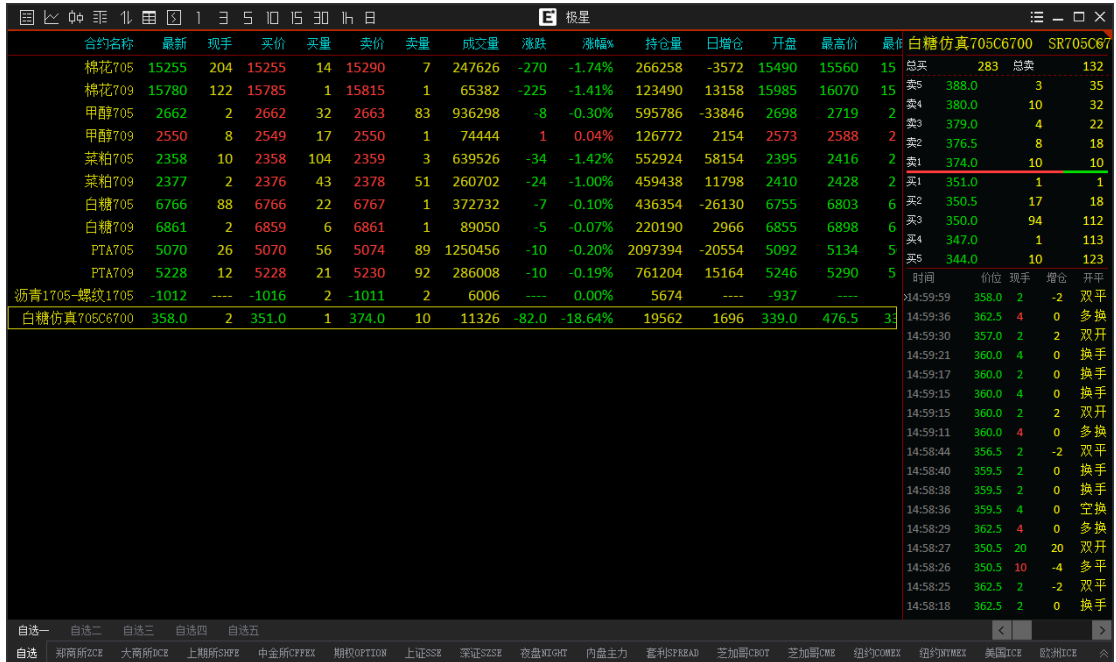 1 3 5 10 15 30 1h 日 极星
合约名称 最新 现手 买价 买量 卖价 卖量 成交量 涨跌 涨幅% 持仓量 日增仓 开盘 最高价
棉花705 15255 204 15255 14 15290 7 247626 -270 -1.74% 266258 -3572 15490 15560 15
棉花709 15780 122 15785 1 15815 1 65382 -225 -1.41% 123490 13158 15985 16070 15
甲醇705 2662 2 2662 32 2663 83 936298 -8 -0.30% 595786 -33846 2698 2719 2
甲醇709 2550 8 2549 17 2550 1 74444 1 0.04% 126772 2154 2573 2588 2
菜粕705 2358 10 2358 104 2359 3 639526 -34 -1.42% 552924 58154 2395 2416 2
菜粕709 2377 2 2376 43 2378 51 260702 -24 -1.00% 459438 11798 2410 2428 2
白糖705 6766 88 6766 22 6767 1 372732 -7 -0.10% 436354 -26130 6755 6803 6
白糖709 6861 2 6859 6 6861 1 89050 -5 -0.07% 220190 2966 6855 6898 6
PTA705 5070 26 5070 56 5074 89 1250456 -10 -0.20% 2097394 -20554 5092 5134 5
PTA709 5228 12 5228 21 5230 92 286008 -10 -0.19% 761204 15164 5246 5290 5
沥青1705-螺纹1705 -1012 ---- -1016 2 -1011 2 6006 ---- 0.00% 5674 ---- -937 ----
白糖仿真705C6700 358.0 2 351.0 1 374.0 10 11326 -82.0 -18.64% 19562 1696 339.0 476.5 33
白糖仿真705C6700 SR705C67
总买 283 总卖 132
卖5 388.0 3 35
卖4 380.0 10 32
卖3 379.0 4 22
卖2 376.5 8 18
卖1 374.0 10 10
买1 351.0 1 1
买2 350.5 17 18
买3 350.0 94 112
买4 347.0 1 113
买5 344.0 10 123
时间 价位 现手 增仓 开平
14:59:59 358.0 2 -2 双平
14:59:36 362.5 4 0 多换
14:59:30 357.0 2 2 双开
14:59:21 360.0 4 0 换手
14:59:17 360.0 2 0 换手
14:59:15 360.0 4 0 换手
14:59:15 360.0 2 2 双开
14:59:11 360.0 4 0 多换
14:58:44 356.5 2 -2 双平
14:58:40 359.5 2 0 换手
14:58:38 359.5 2 0 换手
14:58:36 359.5 4 0 空换
14:58:29 362.5 4 0 多换
14:58:27 350.5 20 20 双开
14:58:26 350.5 10 -4 多平
14:58:25 362.5 2 -2 双平
14:58:18 362.5 2 0 换手
自选一 自选二 自选三 自选四 自选五
自选 郑商所ZCE 大商所DCE 上期所SHFE 中金所CFFEX 期权OPTION 上证SSE 深证SZSE 夜盘NIGHT 内盘主力 套利SPREAD 芝加哥CBOT 芝加哥CME 纽约COMEX 纽约NYMEX 美国ICE 欧洲ICE